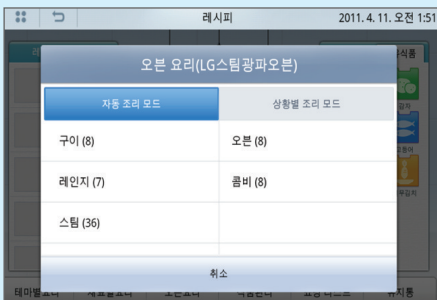 레시피 2011. 4. 11. 오전 1:51
오븐 요리(LG스팀광파오븐)
자동 조리 모드 상황별 조리 모드
구이 (8) 오븐 (8)
레인지 (7) 콤비 (8)
스팀 (36)
취소
감자